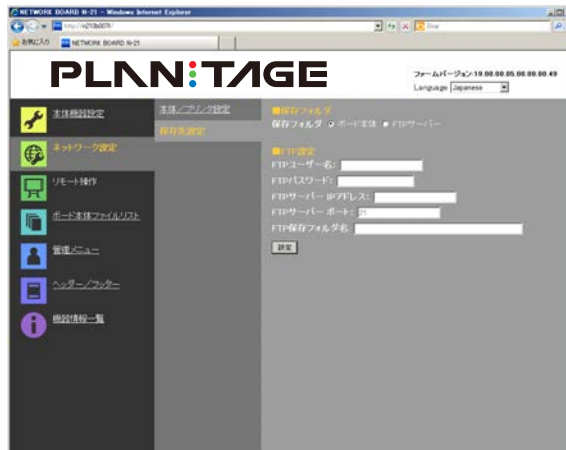 NETWORK BOARD N-21 - Windows Internet Explorer
http://n21
Bing
お気に入り NETWORK BOARD N-21
PLANTAGE
ファームバージョン:19.00.00.05.00.00.00.49
Language Japanese
本体機器設定
ネットワーク設定
リモート操作
ボード本体ファイルリスト
管理メニュー
ヘッダー/フッター
機器情報一覧
本体/プリンタ設定
保存先設定
■保存フォルダ
保存フォルダ ボード本体 FTPサーバー
■FTP設定
FTPユーザー名:
FTPパスワード:
FTPサーバー IPアドレス:
FTPサーバー ポート: 21
FTP保存フォルダ名:
設定